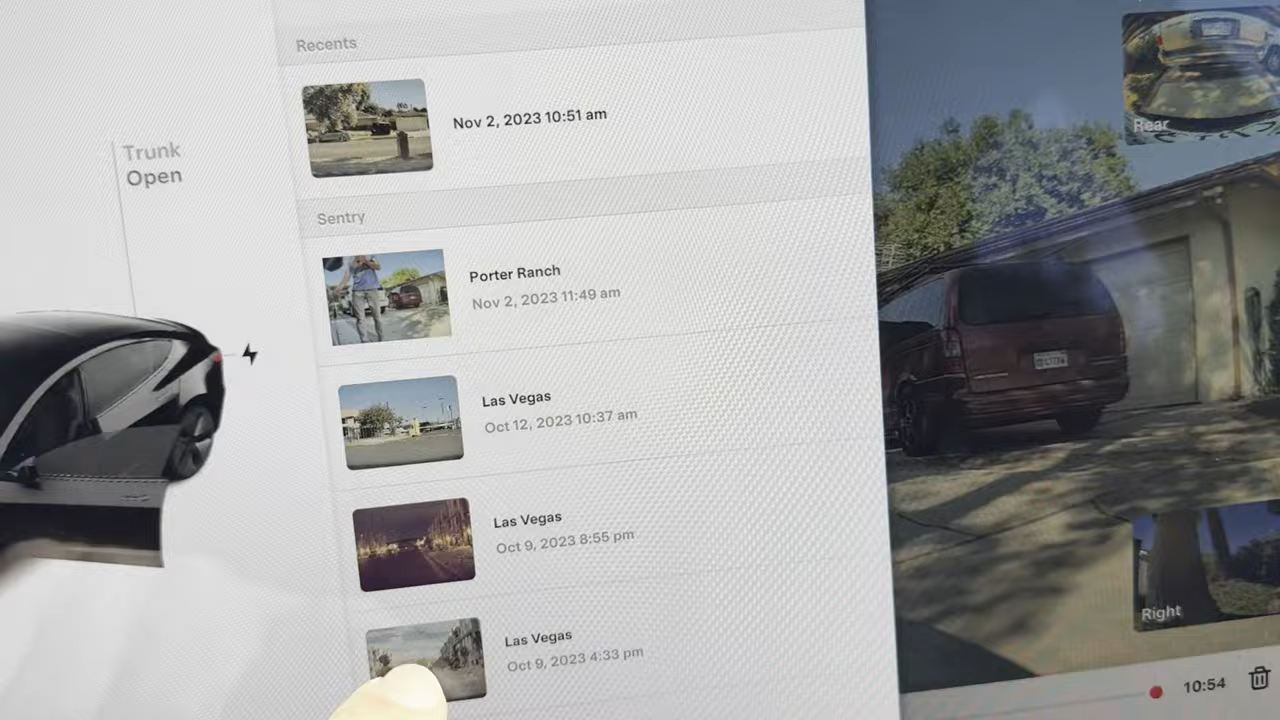 Trunk
Open
Recents
Nov 2, 2023 10:51 am
Sentry
Porter Ranch
Nov 2, 2023 11:49 am
Las Vegas
Oct 12, 2023 10:37 am
Las Vegas
Oct 9, 2023 8:55 pm
Las Vegas
Oct 9, 2023 4:33 pm
Rear
Right
10:54